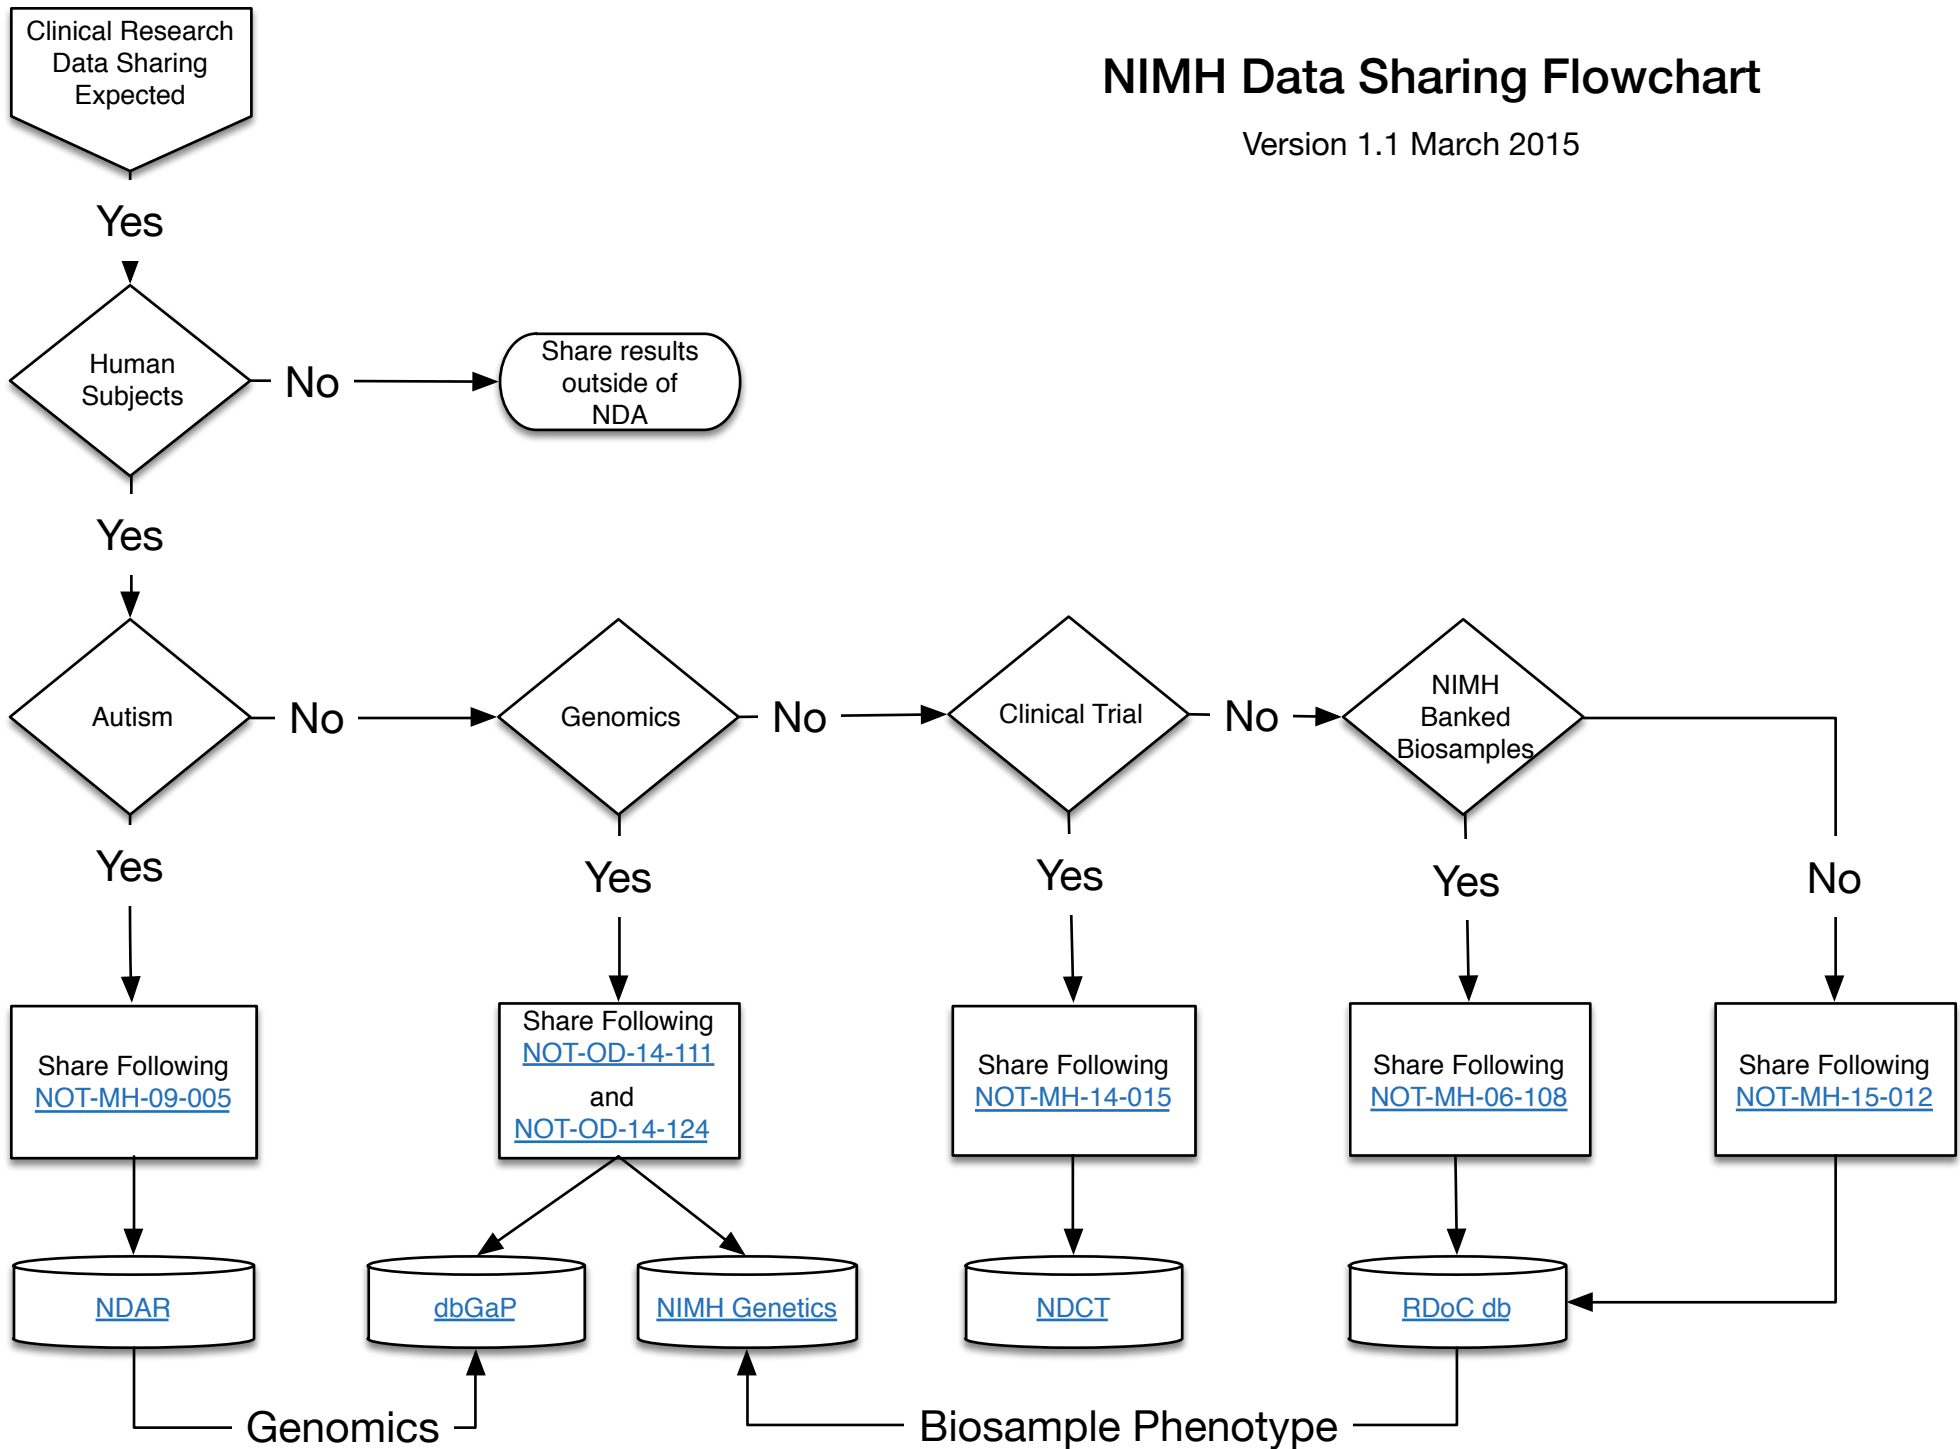 Clinical Research
Data Sharing
Expected
NIMH Data Sharing Flowchart
Version 1.1 March 2015
Yes
Human
Subjects
No
Share results
outside of
NDA
Yes
Autism
No
Genomics
No
Clinical Trial
No
NIMH
Banked
Biosamples
Yes
Yes
Yes
Yes
No
Share Following
NOT-MH-09-005
Share Following
NOT-OD-14-111
and
NOT-OD-14-124
Share Following
NOT-MH-14-015
Share Following
NOT-MH-06-108
Share Following
NOT-MH-15-012
NDAR
dbGaP
NIMH Genetics
NDCT
RDoC db
Genomics
Biosample Phenotype